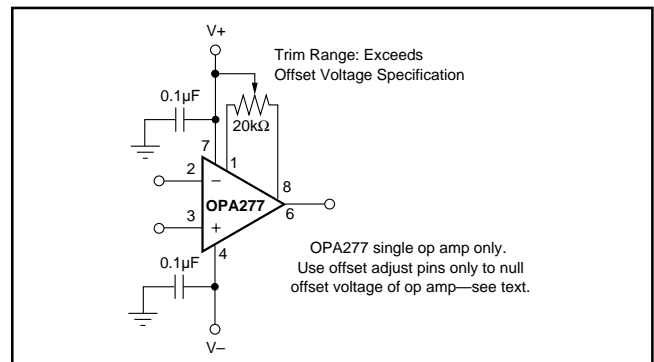 V+
Trim Range: Exceeds
Offset Voltage Specification
0.1µF
20kΩ
7
1
2
−
8
OPA277
6
3
+
4
0.1µF
OPA277 single op amp only.
Use offset adjust pins only to null
offset voltage of op amp—see text.
V−